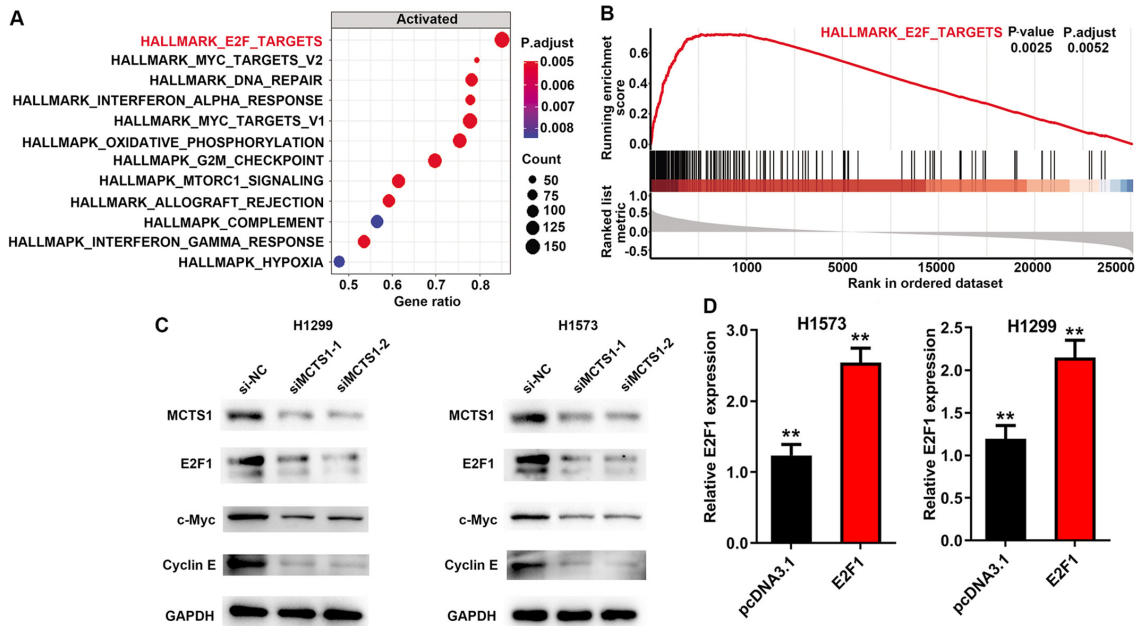 A
Activated
HALLMARK_E2F_TARGETS
HALLMARK_MYC_TARGETS_V2
HALLMARK_DNA_REPAIR
HALLMARK_INTERFERON_ALPHA_RESPONSE
HALLMARK_MYC_TARGETS_V1
HALLMAPK_OXIDATIVE_PHOSPHORYLATION
HALLMAPK_G2M_CHECKPOINT
HALLMAPK_MTORC1_SIGNALING
HALLMARK_ALLOGRAFT_REJECTION
HALLMAPK_COMPLEMENT
HALLMAPK_INTERFERON_GAMMA_RESPONSE
HALLMAPK_HYPOXIA
0.5 0.6 0.7 0.8
Gene ratio
P.adjust
0.005
0.006
0.007
0.008
Count
50
75
100
125
150
B
HALLMARK_E2F_TARGETS
P-value P.adjust
0.0025 0.0052
Running enrichmet
score
0.6
0.4
0.2
0.0
Ranked list
metric
1.0
0.5
0.0
-0.5
1000 5000 15000 20000 25000
Rank in ordered dataset
C
H1299
si-NC siMCTS1-1 siMCTS1-2
MCTS1
E2F1
c-Myc
Cyclin E
GAPDH
H1573
si-NC siMCTS1-1 siMCTS1-2
MCTS1
E2F1
c-Myc
Cyclin E
GAPDH
D
H1573
Relative E2F1 expression
3.0
2.0
1.0
0.0
**
**
pcDNA3.1 E2F1
H1299
Relative E2F1 expression
2.5
2.0
1.5
1.0
0.5
0.0
**
**
pcDNA3.1 E2F1